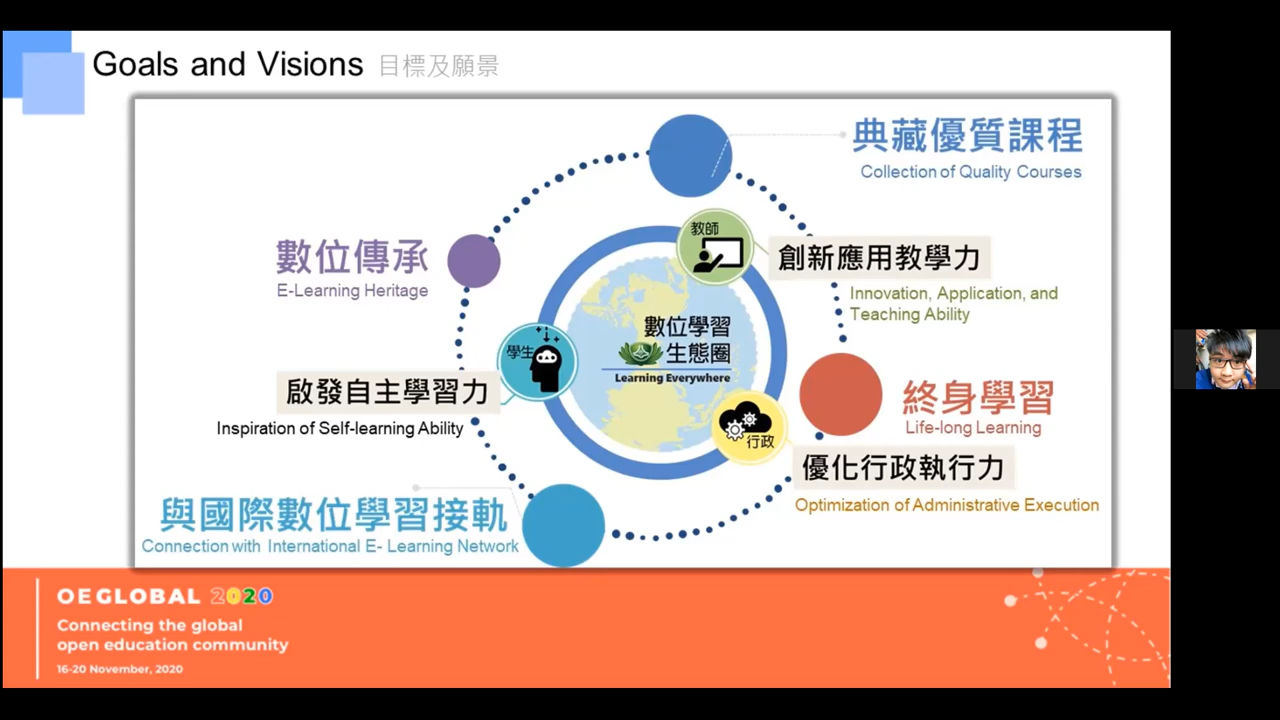 Goals and Visions 目標及願景
典藏優質課程
Collection of Quality Courses
數位傳承
E-Learning Heritage
教師
創新應用教學力
Innovation, Application, and
Teaching Ability
學生
數位學習
生態圈
Learning Everywhere
啟發自主學習力
Inspiration of Self-learning Ability
終身學習
Life-long Learning
行政
優化行政執行力
Optimization of Administrative Execution
與國際數位學習接軌
Connection with International E- Learning Network
OEGLOBAL 2020
Connecting the global
open education community
16-20 November, 2020